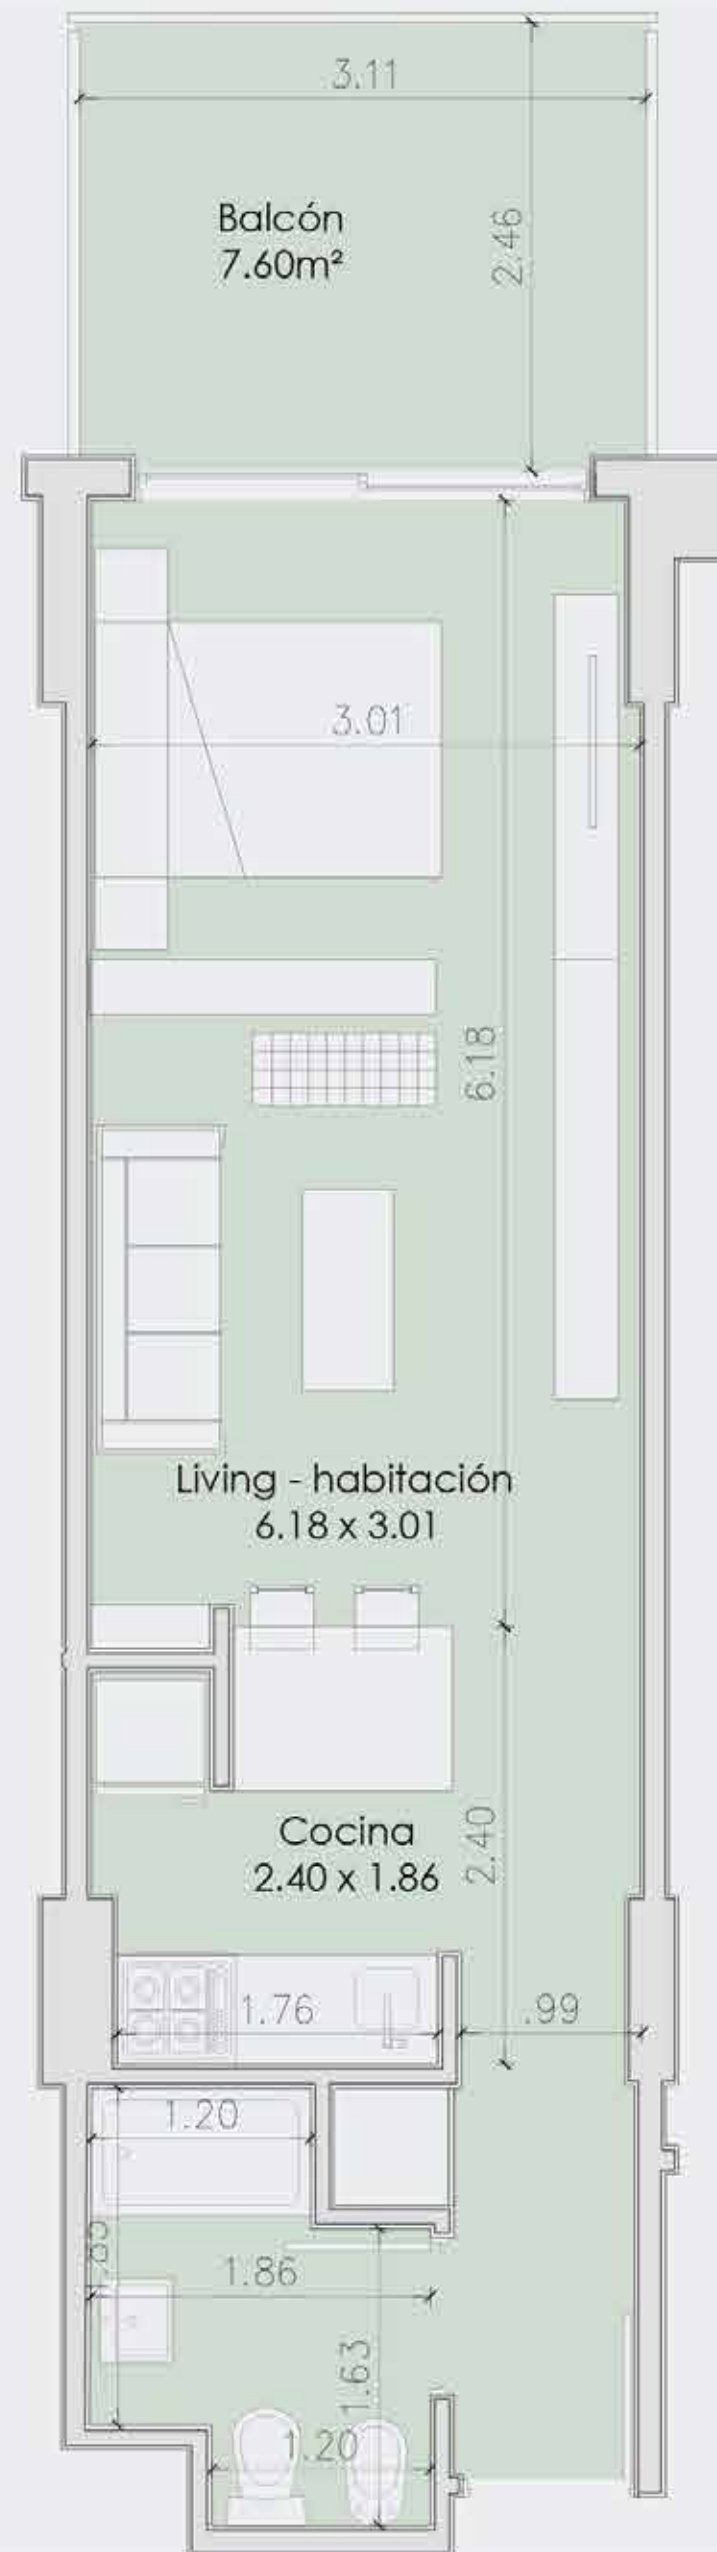 3.11
Balcón
7.60m²
2.46
3.01
6.18
Living - habitación
6.18 x 3.01
Cocina
2.40 x 1.86
2.40
1.76
.99
1.20
1.86
1.63
1.20